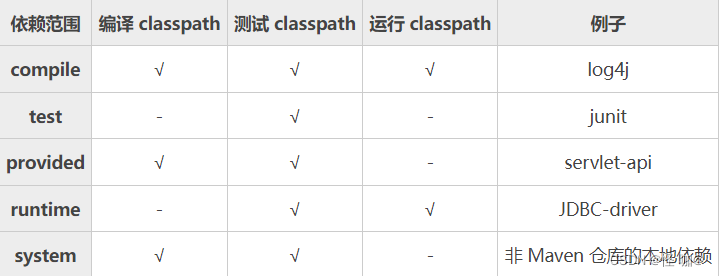 依赖范围 编译 classpath 测试 classpath 运行 classpath 例子
compile √ √ √ log4j
test - √ - junit
provided √ √ - servlet-api
runtime - √ √ JDBC-driver
system √ √ - 非 Maven 仓库的本地依赖